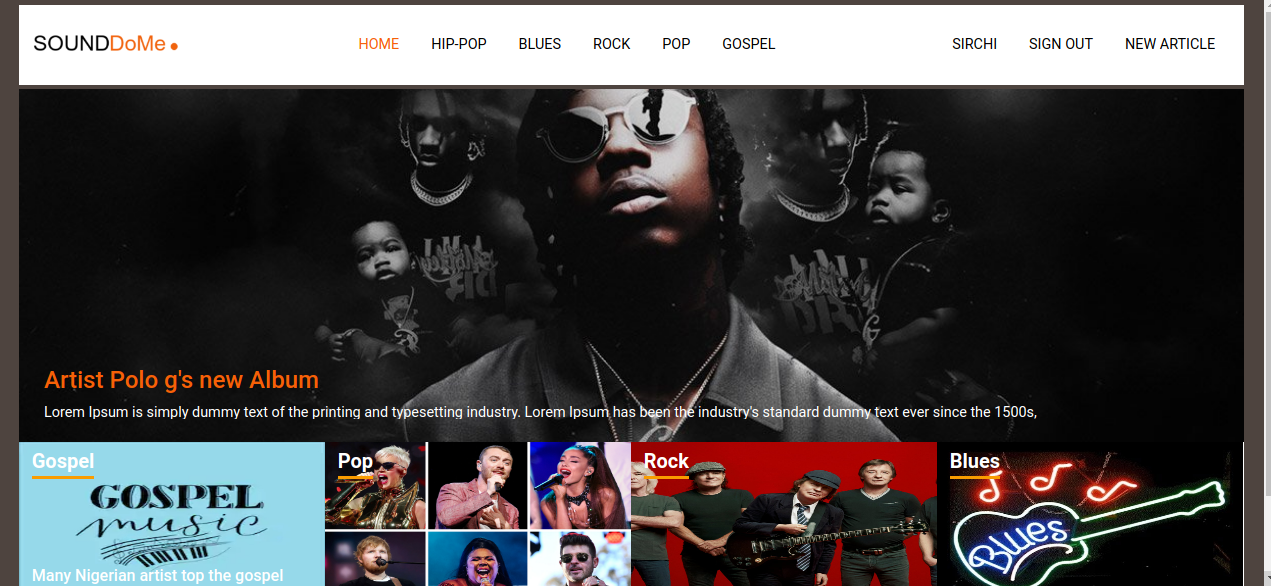 SOUNDDoMe
HOME HIP-POP BLUES ROCK POP GOSPEL SIRCHI SIGN OUT NEW ARTICLE
Artist Polo g's new Album
Lorem Ipsum is simply dummy text of the printing and typesetting industry. Lorem Ipsum has been the industry's standard dummy text ever since the 1500s,
Gospel Pop Rock Blues
GOSPEL
music
Blues
Many Nigerian artist top the gospel